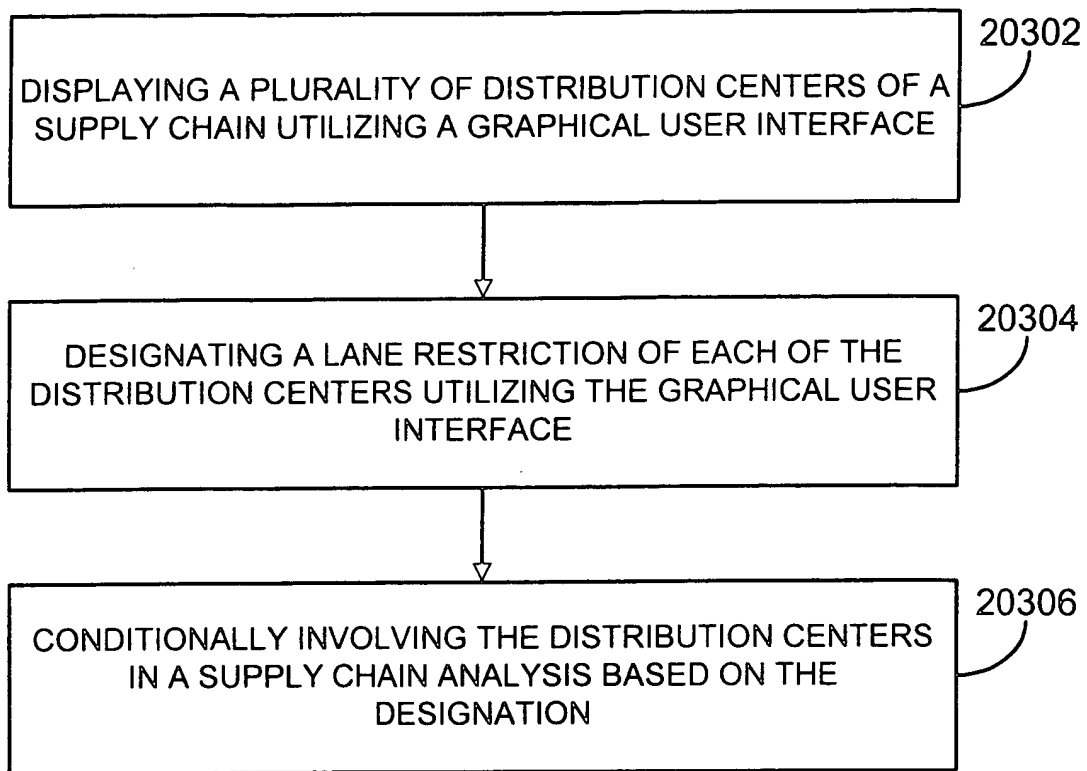 20302
DISPLAYING A PLURALITY OF DISTRIBUTION CENTERS OF A
SUPPLY CHAIN UTILIZING A GRAPHICAL USER INTERFACE
20304
DESIGNATING A LANE RESTRICTION OF EACH OF THE
DISTRIBUTION CENTERS UTILIZING THE GRAPHICAL USER
INTERFACE
20306
CONDITIONALLY INVOLVING THE DISTRIBUTION CENTERS
IN A SUPPLY CHAIN ANALYSIS BASED ON THE
DESIGNATION